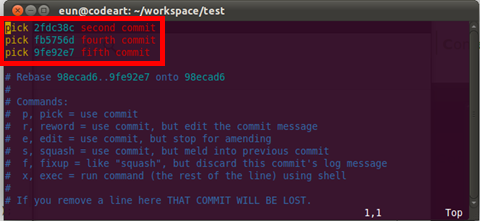 eun@codeart: ~/workspace/test
pick 2fdc38c second commit
pick fb5756d fourth commit
pick 9fe92e7 fifth commit
# Rebase 98ecad6..9fe92e7 onto 98ecad6
#
# Commands:
# p, pick = use commit
# r, reword = use commit, but edit the commit message
# e, edit = use commit, but stop for amending
# s, squash = use commit, but meld into previous commit
# f, fixup = like "squash", but discard this commit's log message
# x, exec = run command (the rest of the line) using shell
#
# If you remove a line here THAT COMMIT WILL BE LOST.
1,1 Top